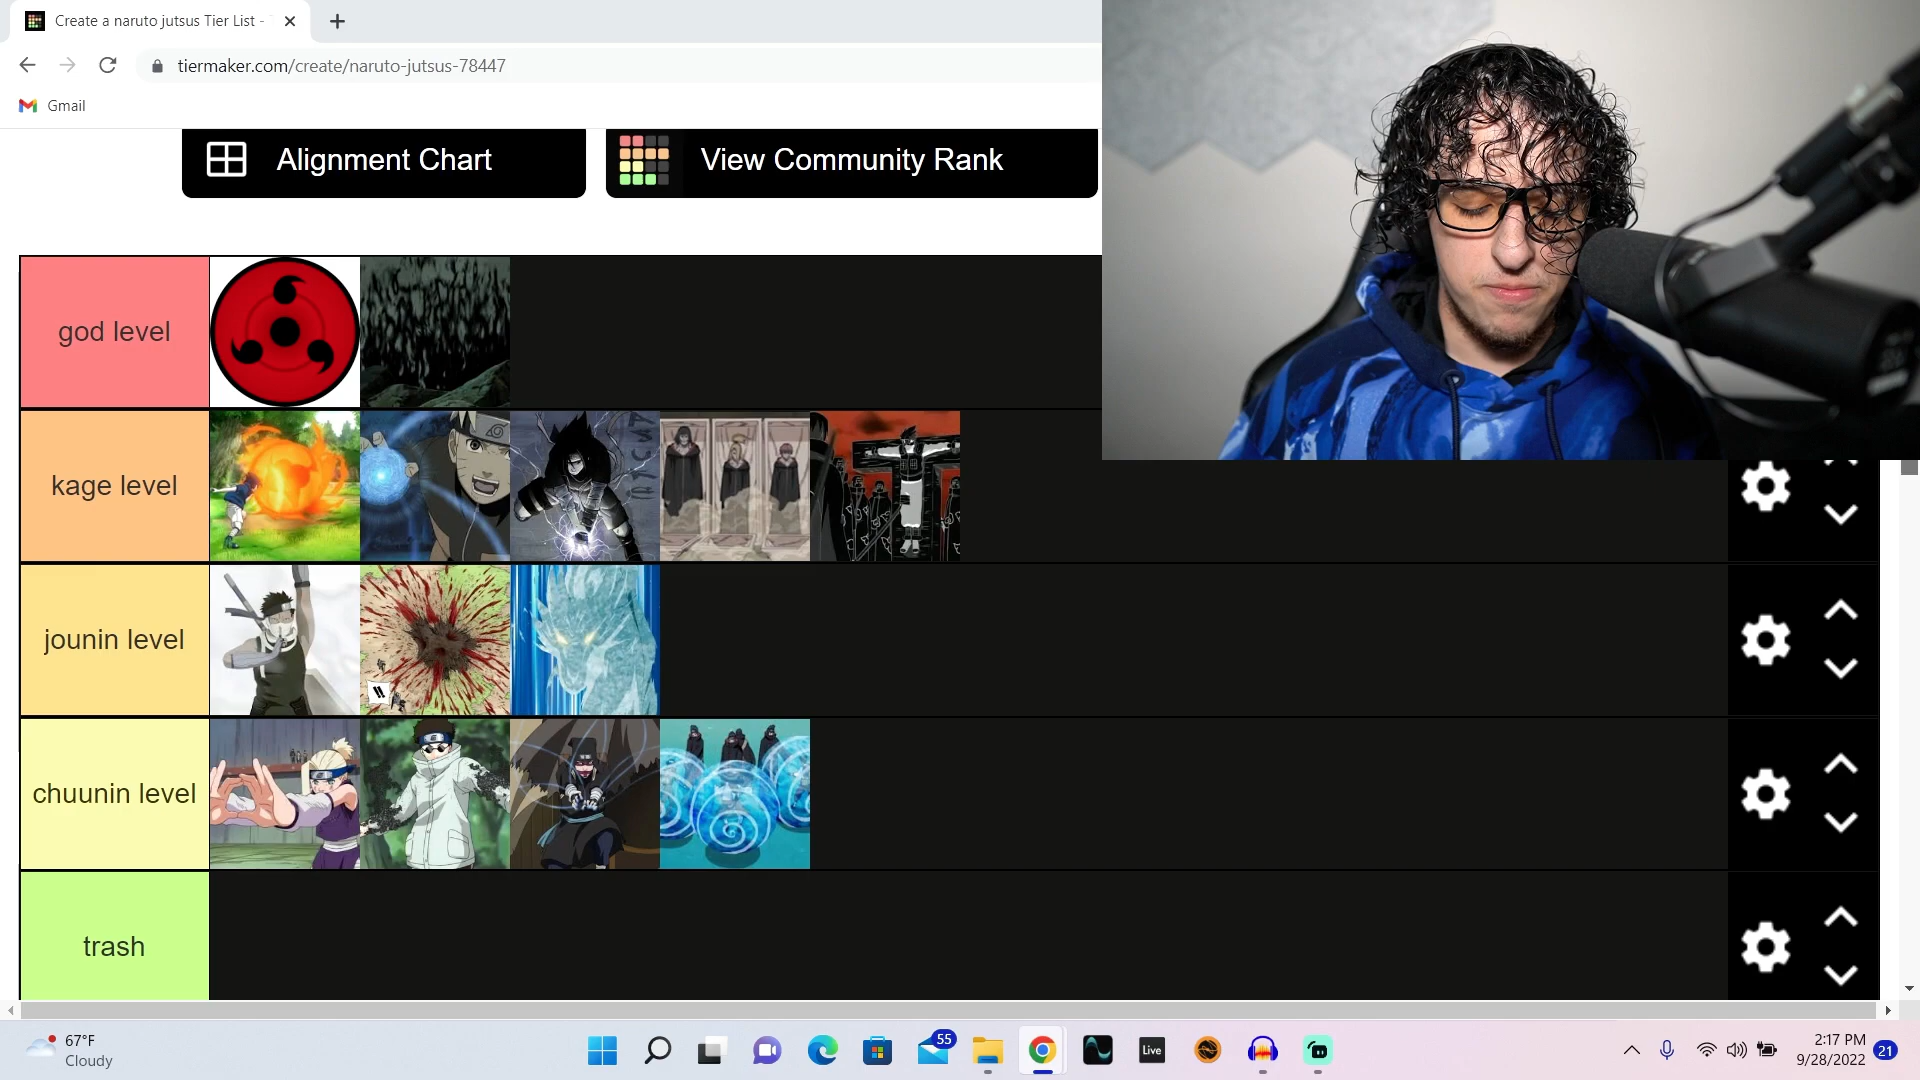 Create a naruto jutsus Tier List -
tiermaker.com/create/naruto-jutsus-78447
Gmail
Alignment Chart
View Community Rank
god level
kage level
jounin level
chuunin level
trash
67°F
Cloudy
55
Live
2:17 PM
9/28/2022
21